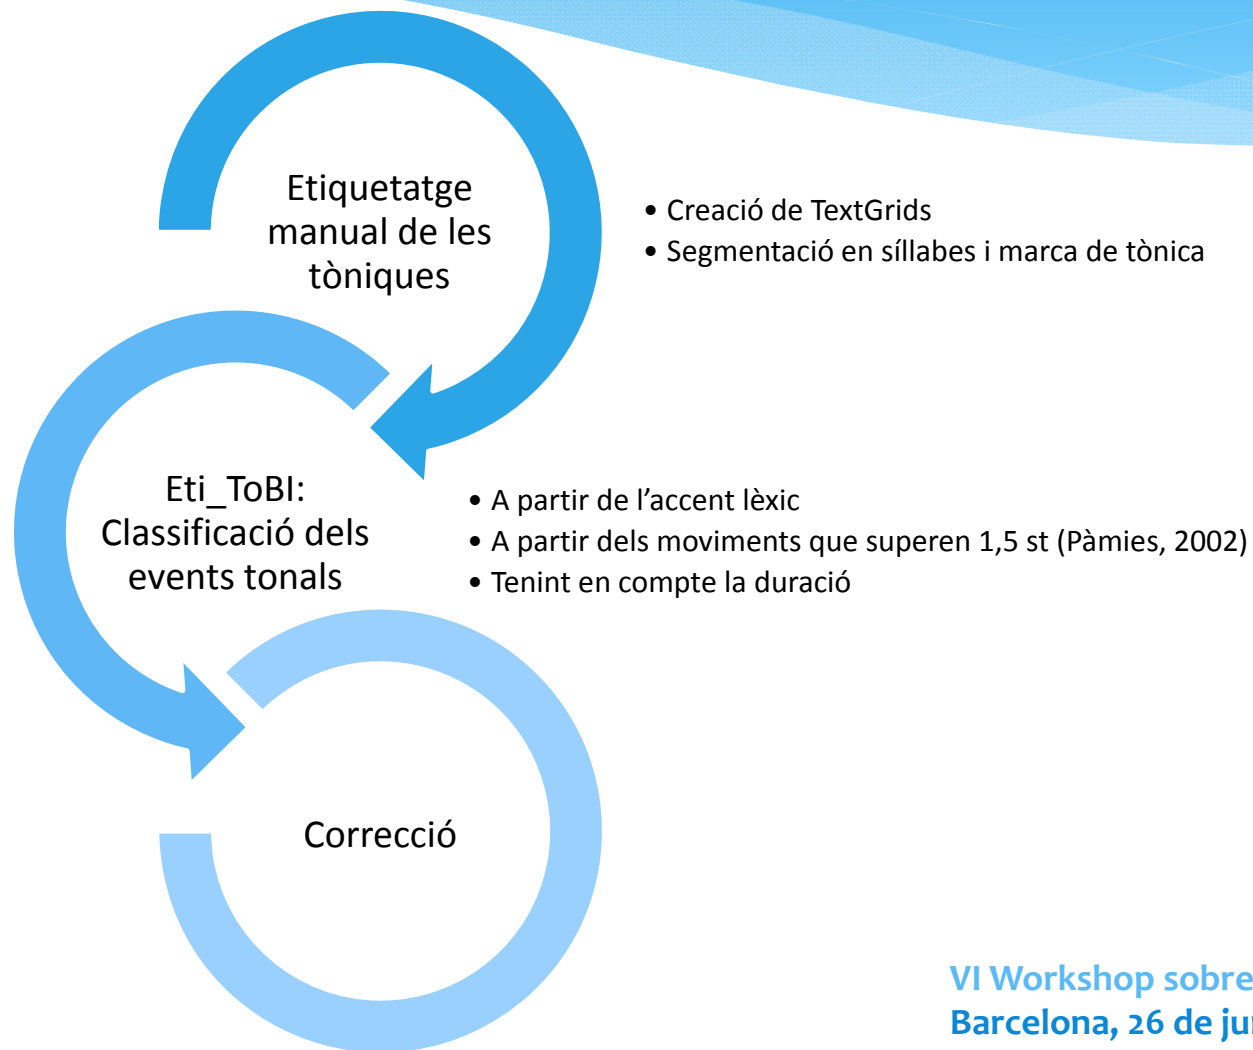 Etiquetatge
manual de les
tòniques
• Creació de TextGrids
• Segmentació en síl·labes i marca de tònica
Eti_ToBI:
Classificació dels
events tonals
• A partir de l’accent lèxic
• A partir dels moviments que superen 1,5 st (Pàmies, 2002)
• Tenint en compte la duració
Correcció
VI Workshop sobre
Barcelona, 26 de